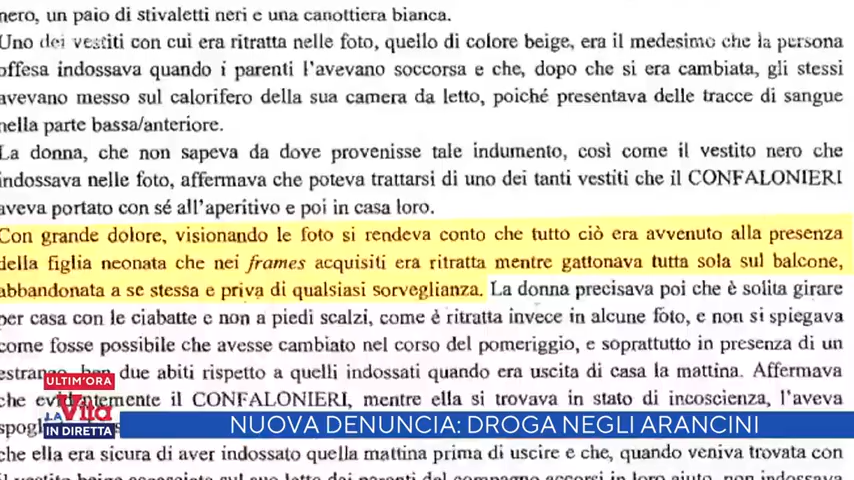 nero, un paio di stivaletti neri e una canottiera bianca.
Uno dei vestiti con cui era ritratta nelle foto, quello di colore beige, era il medesimo che la persona
offesa indossava quando i parenti l'avevano soccorsa e che, dopo che si era cambiata, gli stessi
avevano messo sul calorifero della sua camera da letto, poiché presentava delle tracce di sangue
nella parte bassa/anteriore.
La donna, che non sapeva da dove provenisse tale indumento, così come il vestito nero che
indossava nelle foto, affermava che poteva trattarsi di uno dei tanti vestiti che il CONFALONIERI
aveva portato con sé all'aperitivo e poi in casa loro.
Con grande dolore, visionando le foto si rendeva conto che tutto ciò era avvenuto alla presenza
della figlia neonata che nei frames acquisiti era ritratta mentre gattonava tutta sola sul balcone,
abbandonata a se stessa e priva di qualsiasi sorveglianza. La donna precisava poi che è solita girare
per casa con le ciabatte e non a piedi scalzi, come è ritratta invece in alcune foto, e non si spiegava
come fosse possibile che avesse cambiato nel corso del pomeriggio, e soprattutto in presenza di un
estraneo, ben due abiti rispetto a quelli indossati quando era uscita di casa la mattina. Affermava
che evidentemente il CONFALONIERI, mentre ella si trovava in stato di incoscienza, l'aveva
ULTIM'ORA
LA Vita
IN DIRETTA
NUOVA DENUNCIA: DROGA NEGLI ARANCINI
che ella era sicura di aver indossato quella mattina prima di uscire e che, quando veniva trovata con